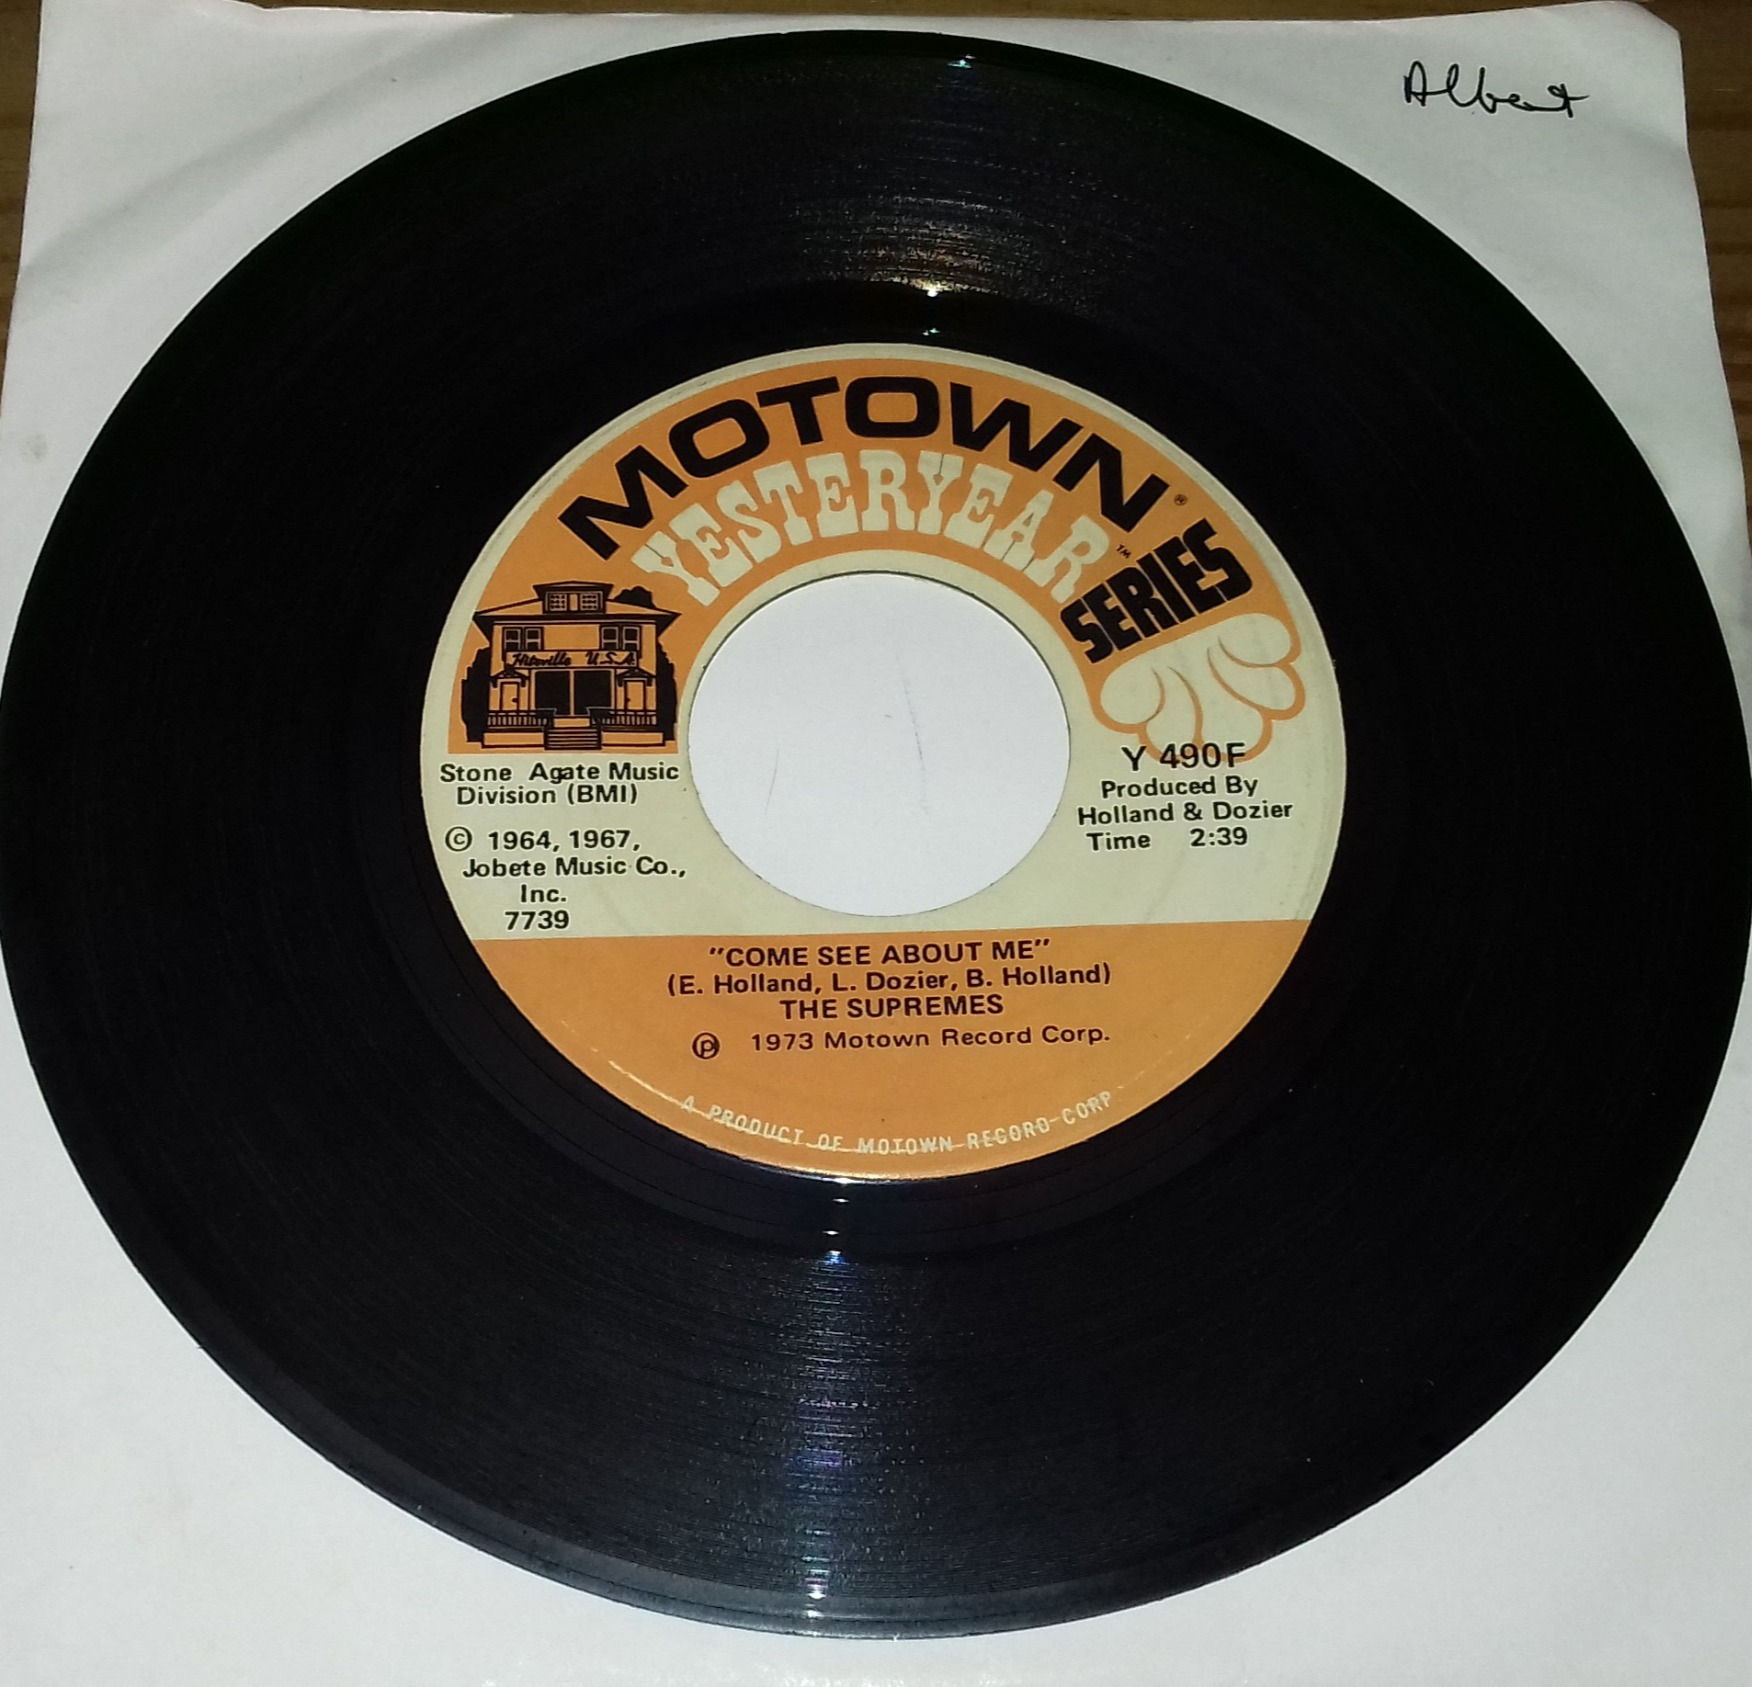 Albert
MOTOWN®
YESTERYEAR™
SERIES
Hitsville U.S.A.
Stone Agate Music
Division (BMI)
© 1964, 1967,
Jobete Music Co.,
Inc.
7739
Y 490F
Produced By
Holland & Dozier
Time 2:39
"COME SEE ABOUT ME"
(E. Holland, L. Dozier, B. Holland)
THE SUPREMES
℗ 1973 Motown Record Corp.
A PRODUCT OF MOTOWN RECORD CORP